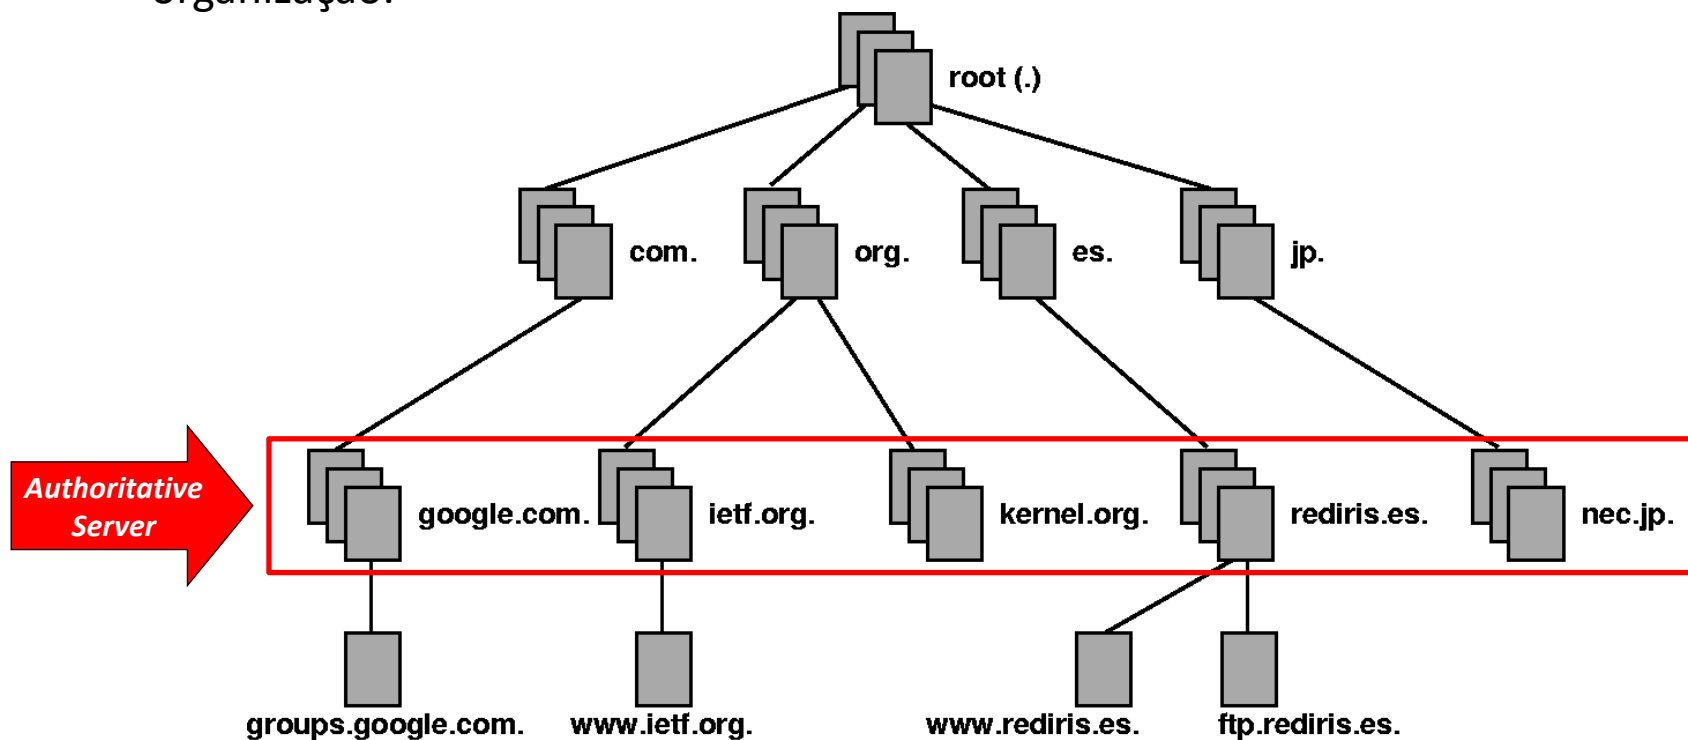 organização.
root (.)
com.
org.
es.
jp.
Authoritative
Server
google.com.
ietf.org.
kernel.org.
rediris.es.
nec.jp.
groups.google.com.
www.ietf.org.
www.rediris.es.
ftp.rediris.es.